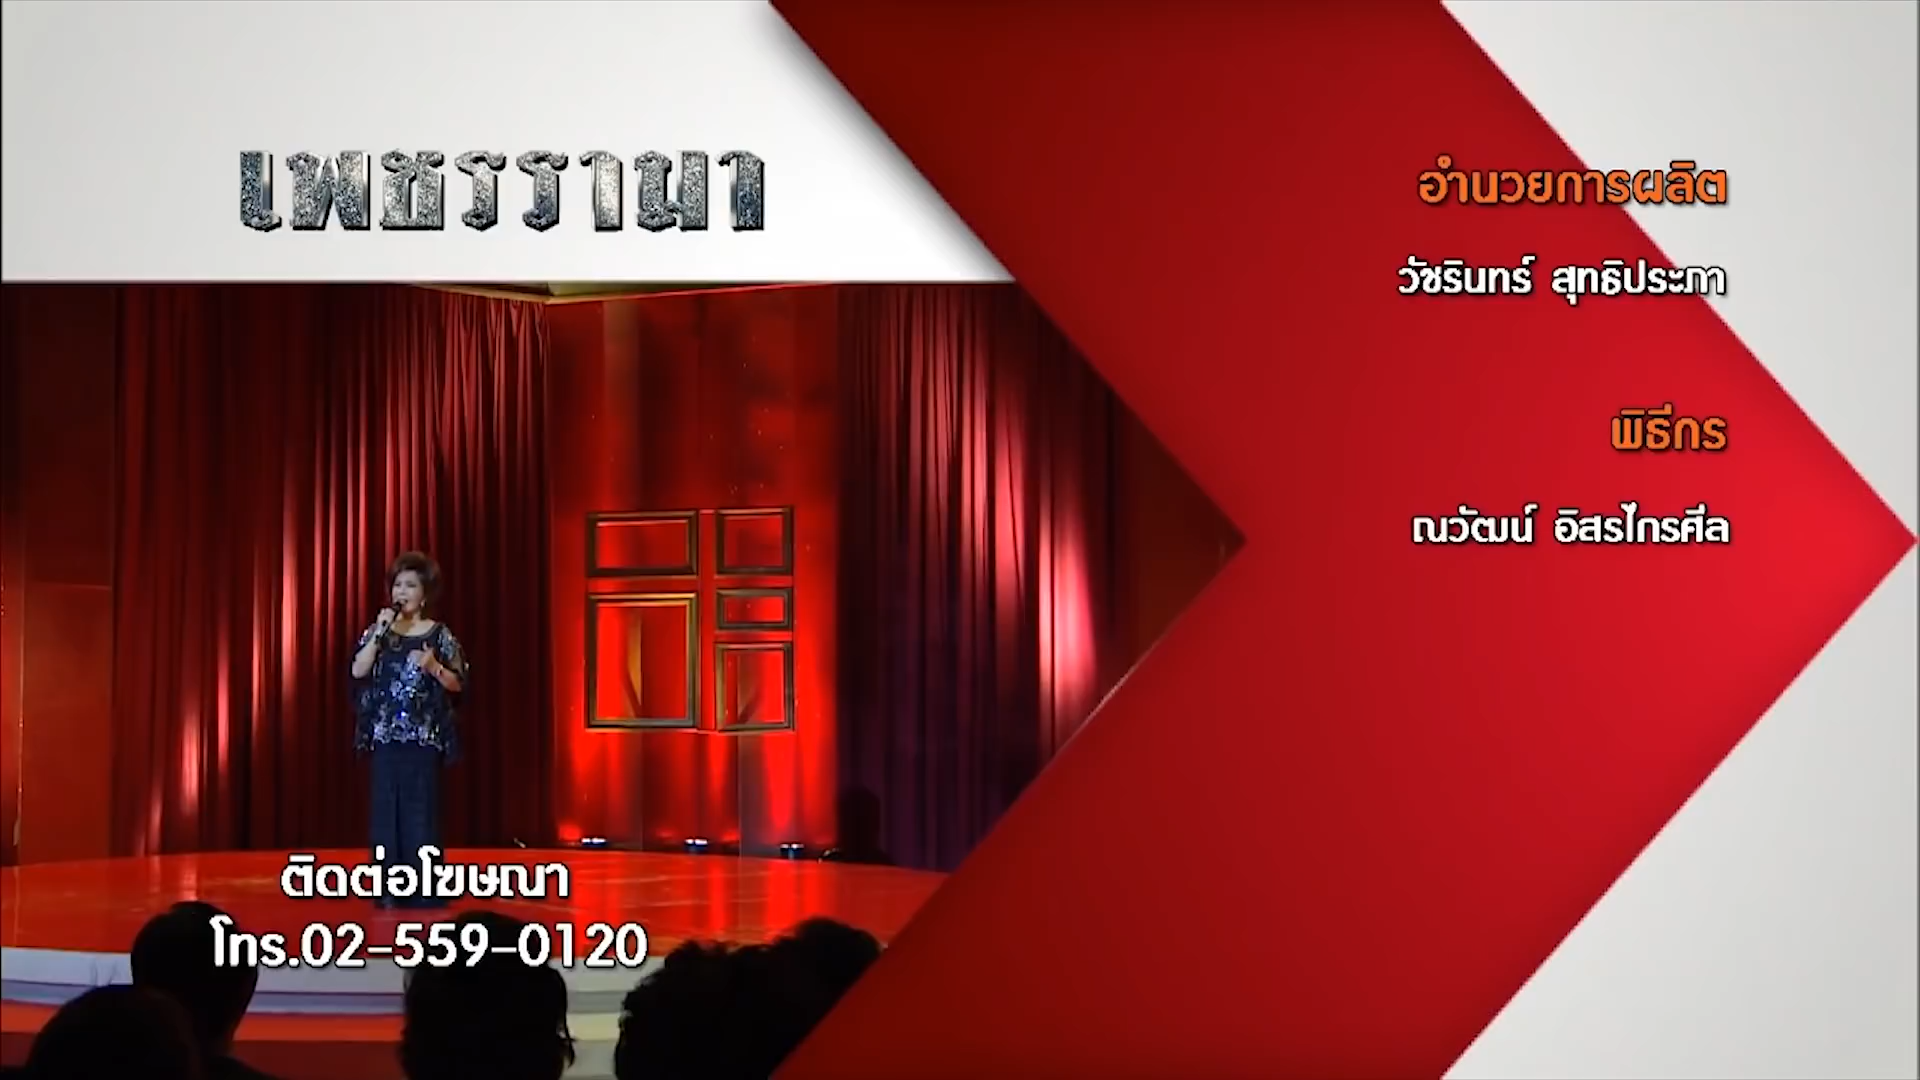 เพชรรามา
อำนวยการผลิต
วัชรินทร์ สุทธิประภา
พิธีกร
ณวัฒน์ อิสรไกรศีล
ติดต่อโฆษณา
โทร.02-559-0120